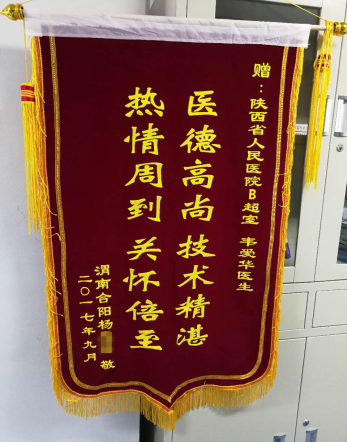 赠：陕西省人民医院B超室 韦爱华医生
医德高尚 技术精湛
热情周到 关怀倍至
渭南合阳杨 敬
二〇一七年九月